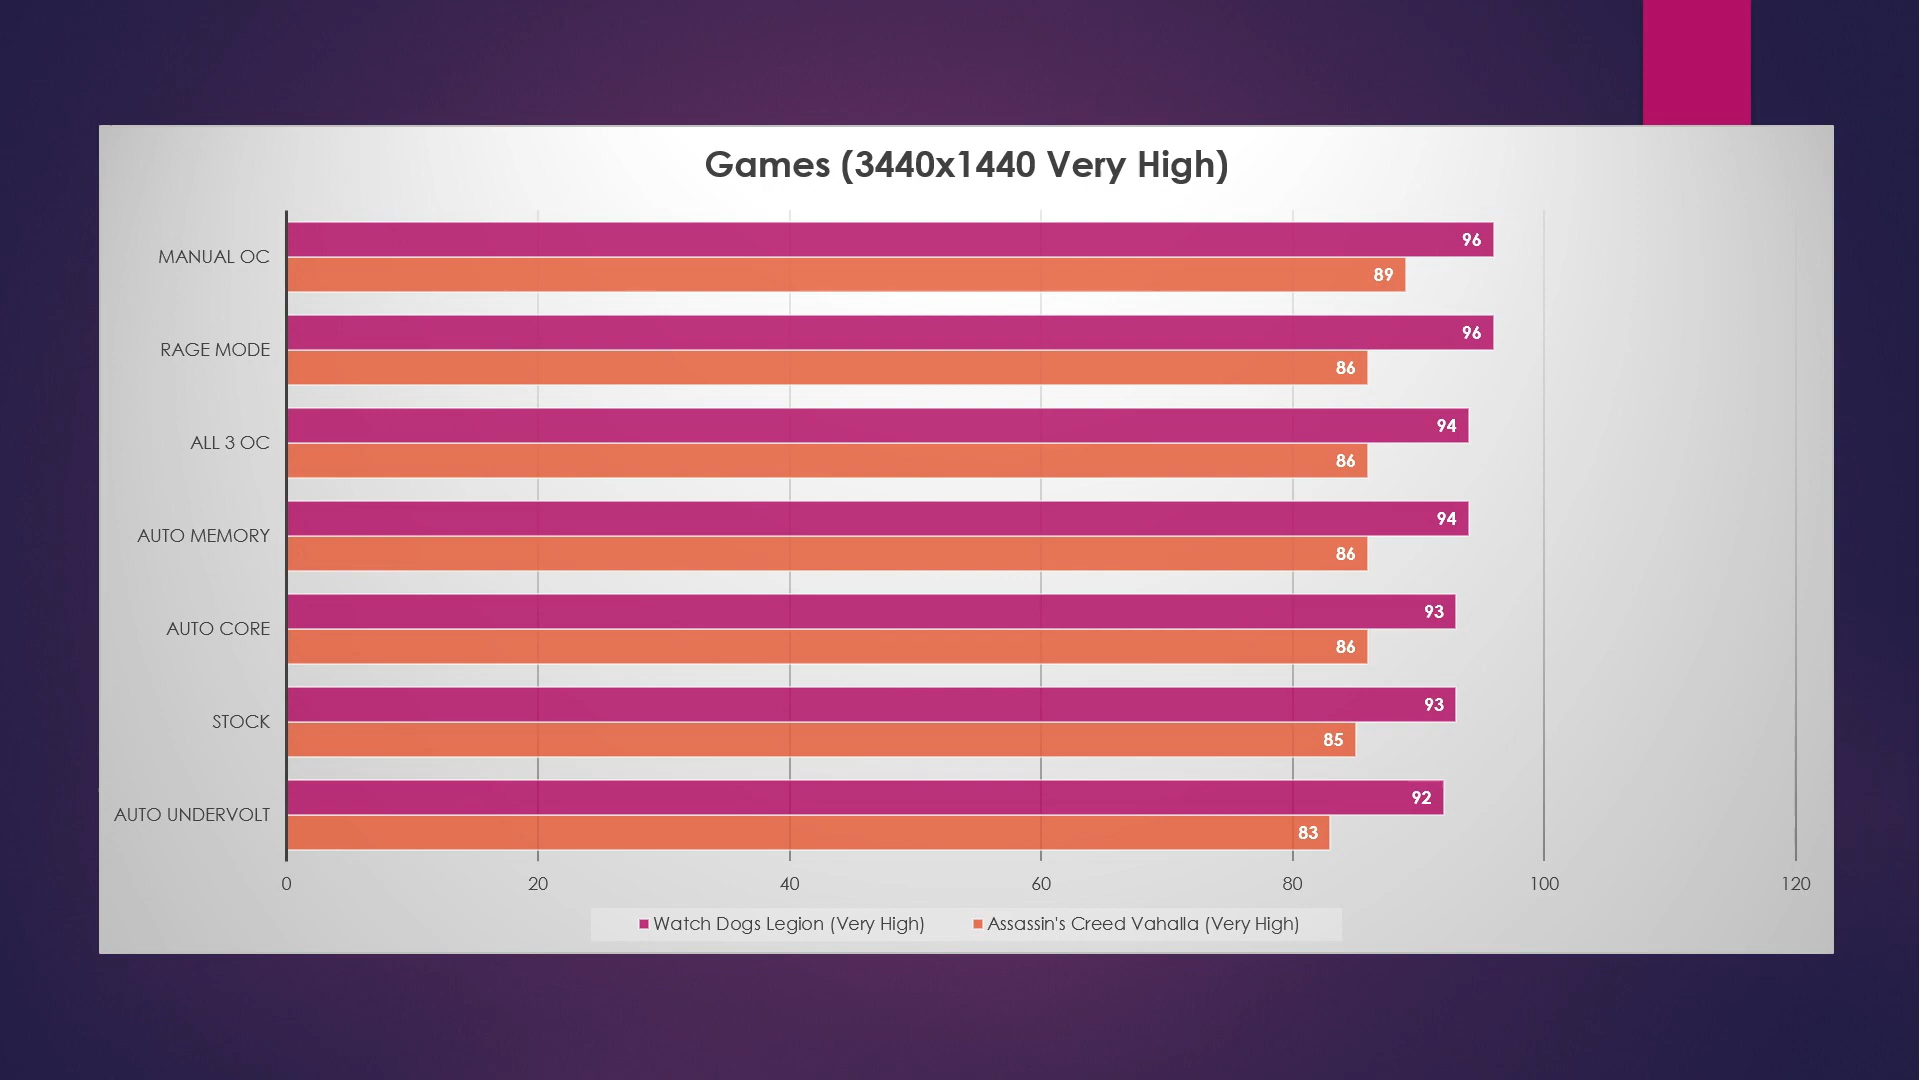 Games (3440x1440 Very High)
MANUAL OC
96
89
RAGE MODE
96
86
ALL 3 OC
94
86
AUTO MEMORY
94
86
AUTO CORE
93
86
STOCK
93
85
AUTO UNDERVOLT
92
83
0 20 40 60 80 100 120
Watch Dogs Legion (Very High) Assassin's Creed Vahalla (Very High)